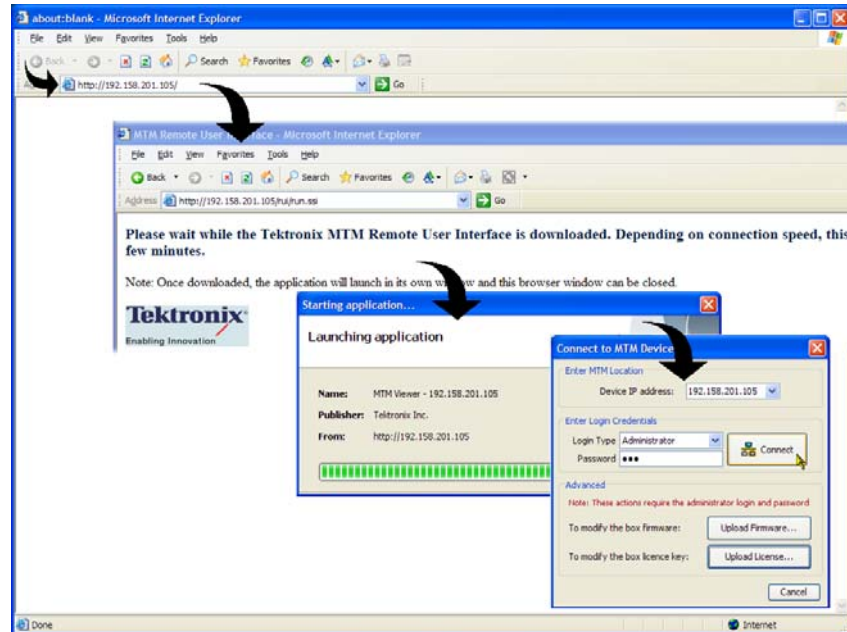 about:blank - Microsoft Internet Explorer
File Edit View Favorites Tools Help
Back Search Favorites
http://192.158.201.105/ Go
MTM Remote User Interface - Microsoft Internet Explorer
File Edit View Favorites Tools Help
Back Search Favorites
Address http://192.158.201.105/rui/run.ssi Go
Please wait while the Tektronix MTM Remote User Interface is downloaded. Depending on connection speed, this
few minutes.
Note: Once downloaded, the application will launch in its own window and this browser window can be closed.
Tektronix
Enabling Innovation
Starting application...
Launching application
Name: MTM Viewer - 192.158.201.105
Publisher: Tektronix Inc.
From: http://192.158.201.105
Connect to MTM Device
Enter MTM Location
Device IP address: 192.158.201.105
Enter Login Credentials
Login Type Administrator
Password ●●●
Connect
Advanced
Note: These actions require the administrator login and password
To modify the box firmware: Upload Firmware...
To modify the box licence key: Upload License...
Cancel
Done Internet